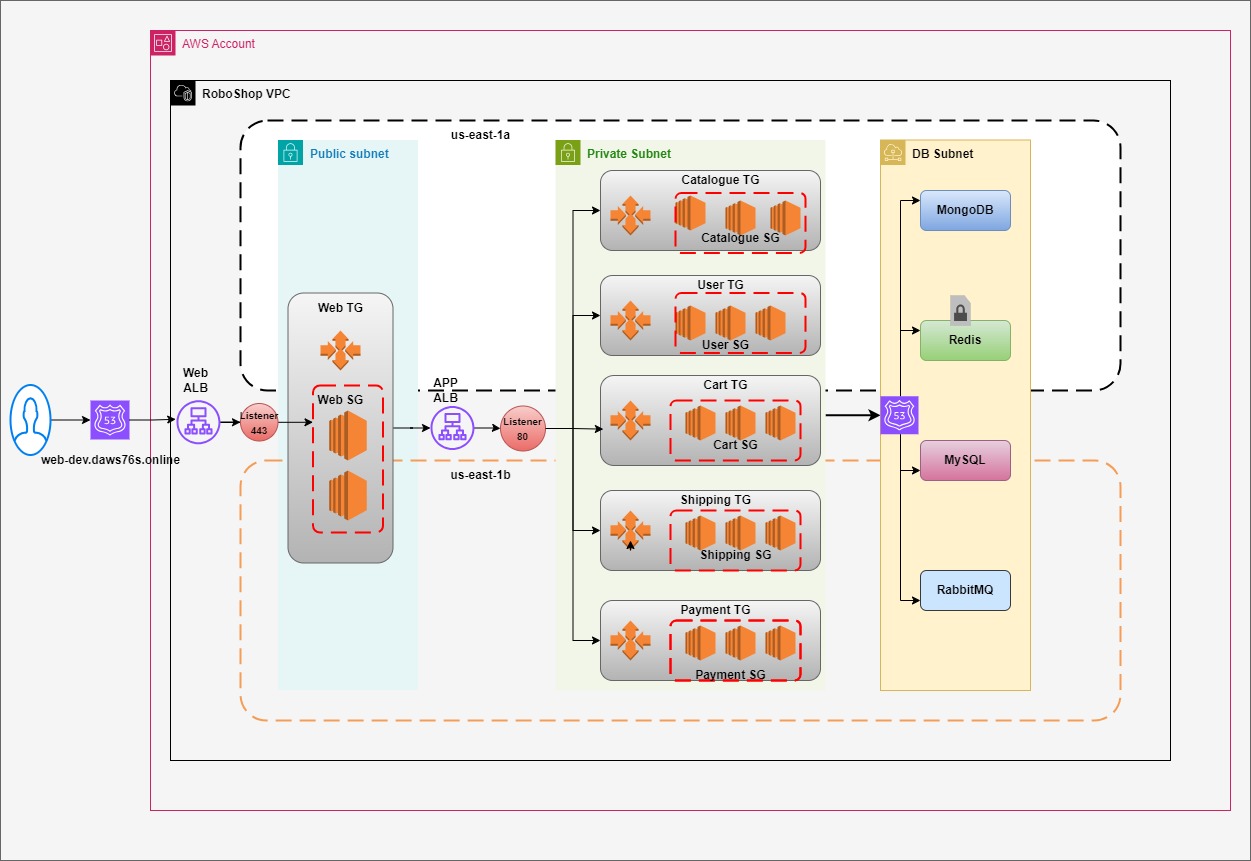 AWS Account
RoboShop VPC
us-east-1a
Public subnet
Private Subnet
DB Subnet
Catalogue TG
Catalogue SG
MongoDB
User TG
User SG
Web TG
Redis
Web
ALB
APP
ALB
Cart TG
Cart SG
Web SG
53
Listener
443
Listener
80
53
web-dev.daws76s.online
us-east-1b
MySQL
Shipping TG
Shipping SG
RabbitMQ
Payment TG
Payment SG